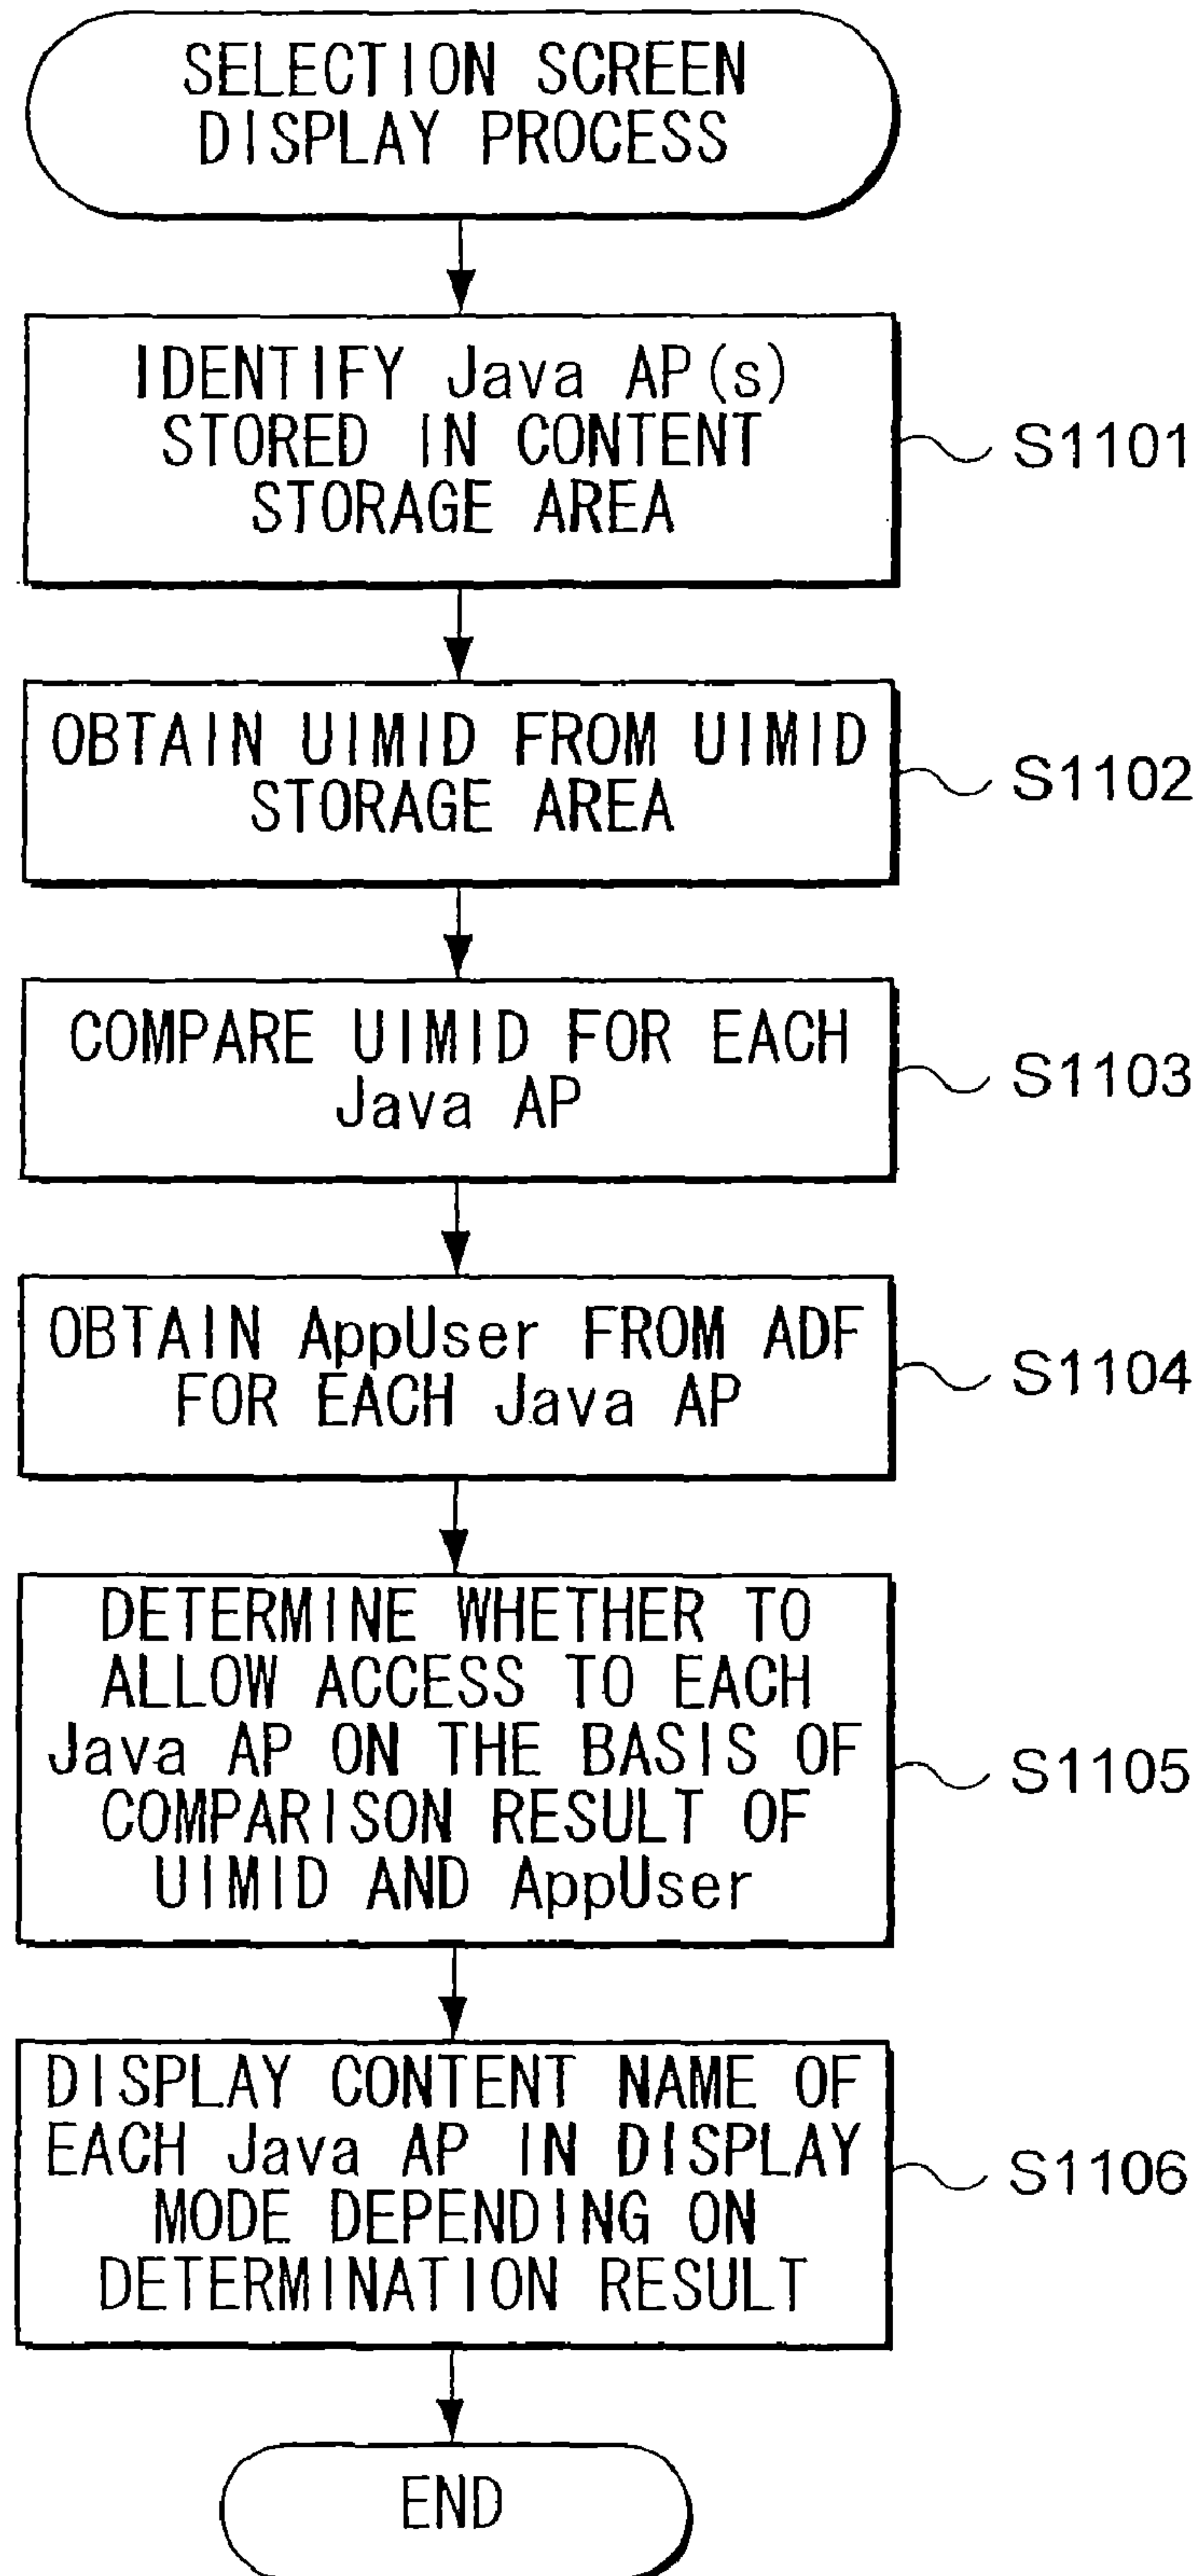 SELECTION SCREEN
DISPLAY PROCESS
IDENTIFY Java AP(s)
STORED IN CONTENT
STORAGE AREA
S1101
OBTAIN UIMID FROM UIMID
STORAGE AREA
S1102
COMPARE UIMID FOR EACH
Java AP
S1103
OBTAIN AppUser FROM ADF
FOR EACH Java AP
S1104
DETERMINE WHETHER TO
ALLOW ACCESS TO EACH
Java AP ON THE BASIS OF
COMPARISON RESULT OF
UIMID AND AppUser
S1105
DISPLAY CONTENT NAME OF
EACH Java AP IN DISPLAY
MODE DEPENDING ON
DETERMINATION RESULT
S1106
END